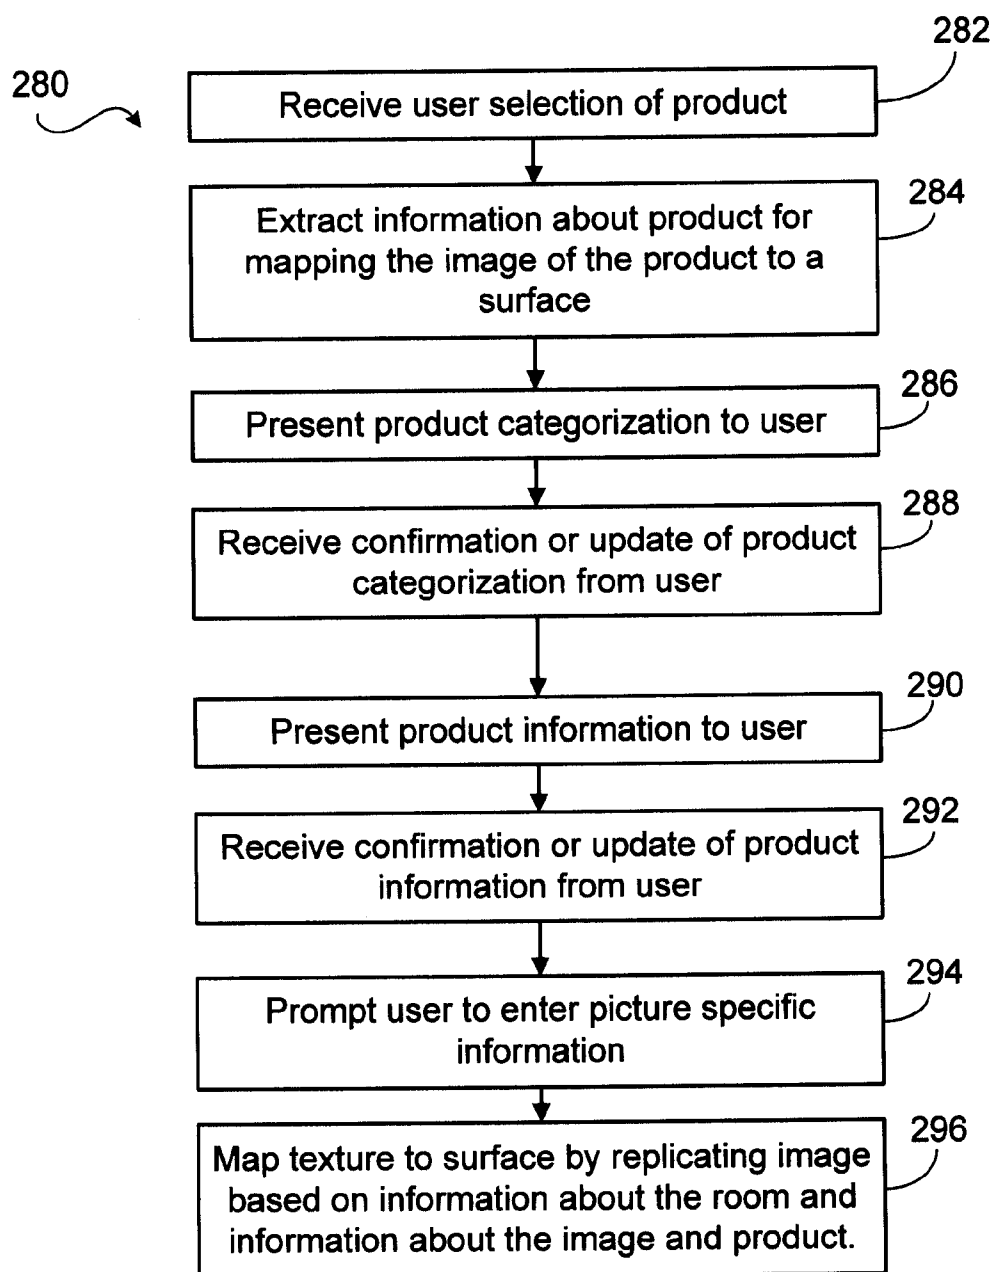 282
280
Receive user selection of product
284
Extract information about product for
mapping the image of the product to a
surface
286
Present product categorization to user
288
Receive confirmation or update of product
categorization from user
290
Present product information to user
292
Receive confirmation or update of product
information from user
294
Prompt user to enter picture specific
information
296
Map texture to surface by replicating image
based on information about the room and
information about the image and product.